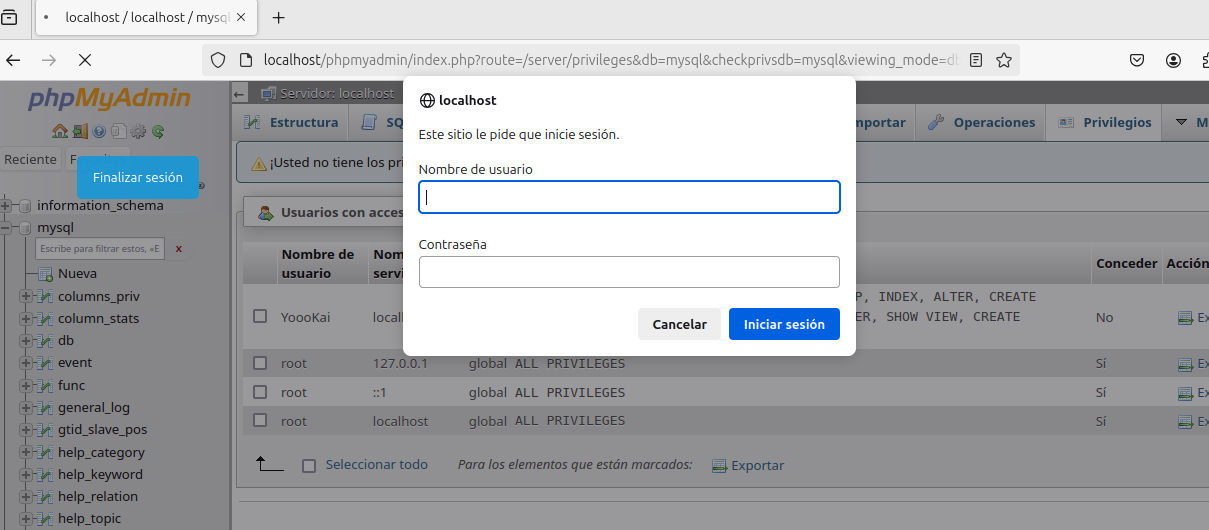 localhost / localhost / mysql
localhost/phpmyadmin/index.php?route=/server/privileges&db=mysql&checkprivsdb=mysql&viewing_mode=db
phpMyAdmin
Servidor: localhost
Reciente
Finalizar sesión
information_schema
mysql
Escribe para filtrar estos, «E
x
Nueva
columns_priv
column_stats
db
event
func
general_log
gtid_slave_pos
help_category
help_keyword
help_relation
help_topic
Estructura
SQ
mportar
Operaciones
Privilegios
M
¡Usted no tiene los pri
Usuarios con acces
localhost
Este sitio le pide que inicie sesión.
Nombre de usuario
Contraseña
Cancelar
Iniciar sesión
Nombre de usuario
Nom
servi
Conceder
Acción
YoooKai
local
P, INDEX, ALTER, CREATE
ER, SHOW VIEW, CREATE
No
Ex
root 127.0.0.1 global ALL PRIVILEGES Sí Ex
root ::1 global ALL PRIVILEGES Sí Ex
root localhost global ALL PRIVILEGES Sí Ex
Seleccionar todo
Para los elementos que están marcados:
Exportar